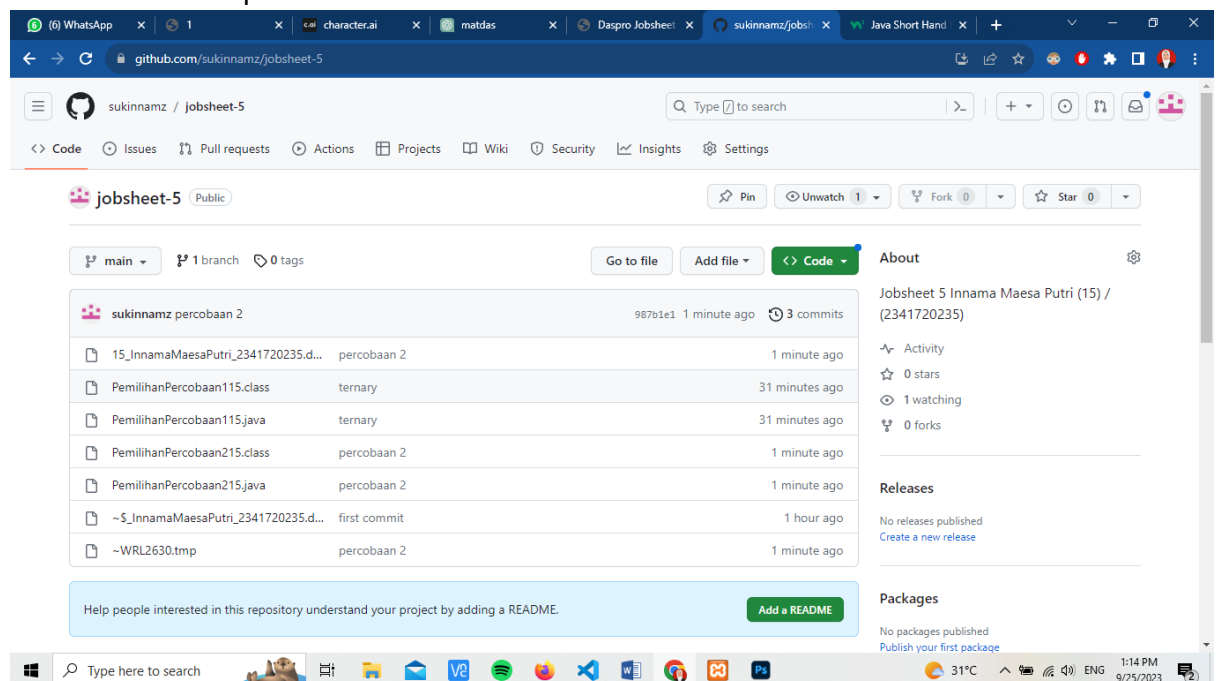 (6) WhatsApp 1 character.ai matdas Daspro Jobsheet sukinnamz/jobsh Java Short Hand
github.com/sukinnamz/jobsheet-5
sukinnamz / jobsheet-5 Type / to search
<> Code Issues Pull requests Actions Projects Wiki Security Insights Settings
jobsheet-5 Public Pin Unwatch 1 Fork 0 Star 0
main 1 branch 0 tags Go to file Add file <> Code
sukinnamz percobaan 2 987b1e1 1 minute ago 3 commits
15_InnamaMaesaPutri_2341720235.d... percobaan 2 1 minute ago
PemilihanPercobaan115.class ternary 31 minutes ago
PemilihanPercobaan115.java ternary 31 minutes ago
PemilihanPercobaan215.class percobaan 2 1 minute ago
PemilihanPercobaan215.java percobaan 2 1 minute ago
~$_InnamaMaesaPutri_2341720235.d... first commit 1 hour ago
~WRL2630.tmp percobaan 2 1 minute ago
Help people interested in this repository understand your project by adding a README. Add a README
About
Jobsheet 5 Innama Maesa Putri (15) /
(2341720235)
Activity
0 stars
1 watching
0 forks
Releases
No releases published
Create a new release
Packages
No packages published
Publish your first package
Type here to search 31°C ENG 1:14 PM
9/25/2023